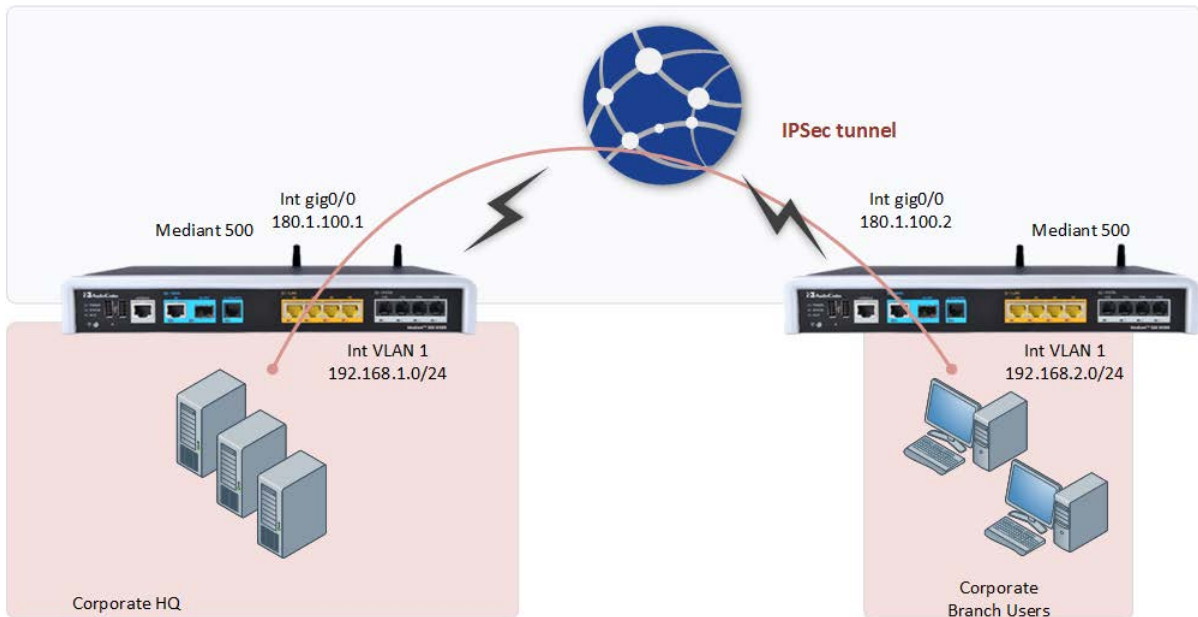 IPSec tunnel
Int gig0/0
180.1.100.1
Mediant 500
Int gig0/0
180.1.100.2
Mediant 500
AudioCodes
AudioCodes
Int VLAN 1
192.168.1.0/24
Int VLAN 1
192.168.2.0/24
Corporate HQ
Corporate
Branch Users